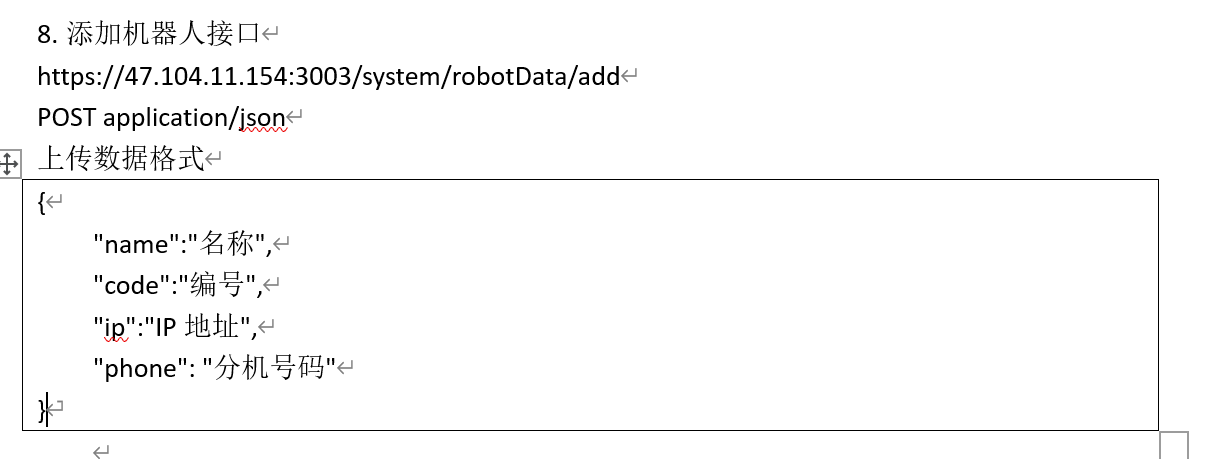 8. 添加机器人接口
https://47.104.11.154:3003/system/robotData/add
POST application/json
上传数据格式
{
"name":"名称",
"code":"编号",
"ip":"IP 地址",
"phone": "分机号码"
}